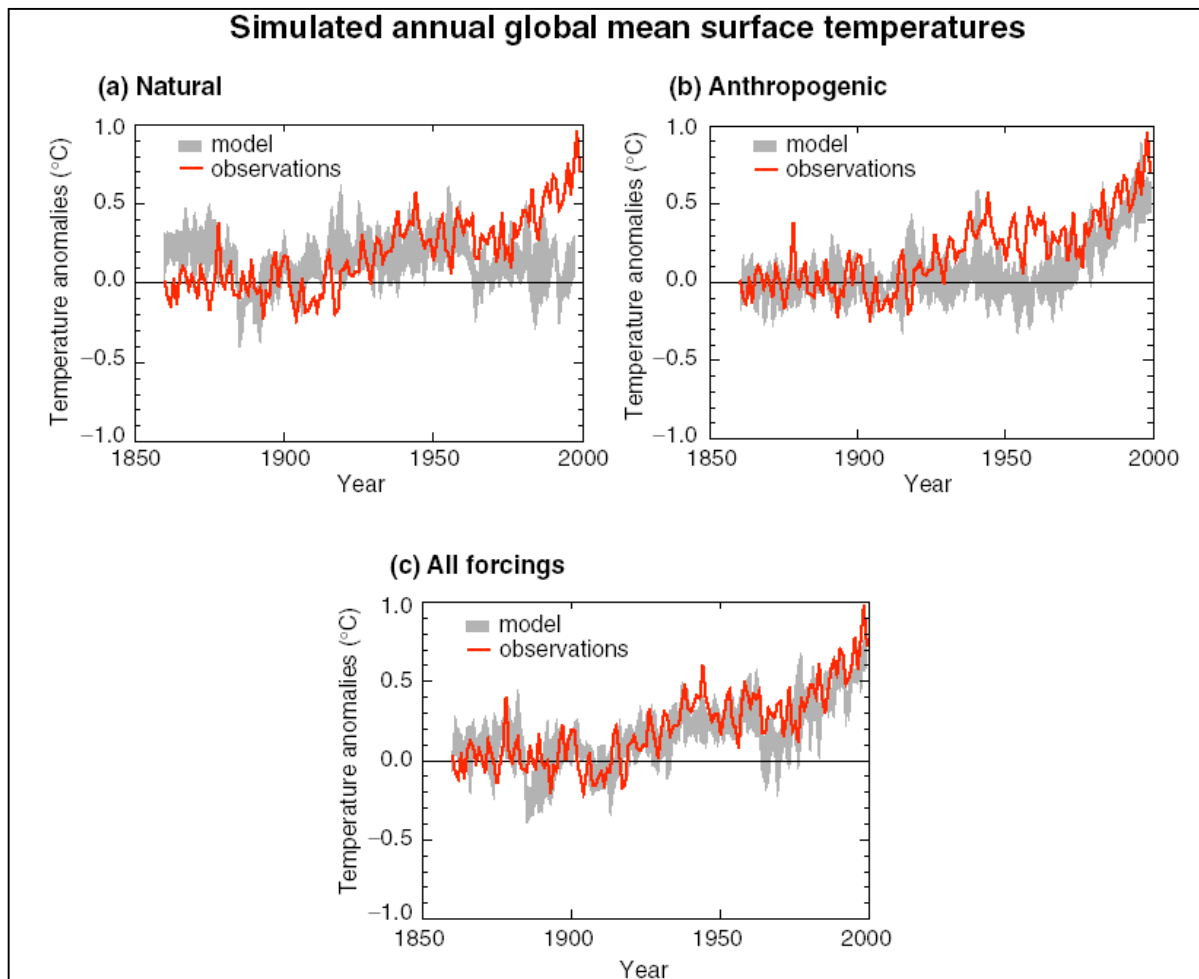 Simulated annual global mean surface temperatures
(a) Natural
Temperature anomalies (°C)
1.0
0.5
0.0
−0.5
−1.0
model
observations
1850 1900 1950 2000
Year
(b) Anthropogenic
Temperature anomalies (°C)
1.0
0.5
0.0
−0.5
−1.0
model
observations
1850 1900 1950 2000
Year
(c) All forcings
Temperature anomalies (°C)
1.0
0.5
0.0
−0.5
−1.0
model
observations
1850 1900 1950 2000
Year